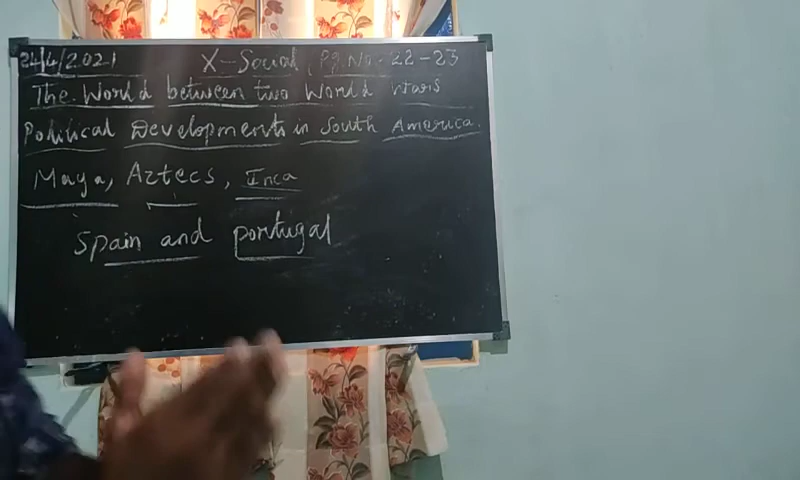 24/4/2021 X-Social, Pg.No-22-23
The World between two World Wars
Political Developments in South America.
Maya, Aztecs, Inca
Spain and portugal